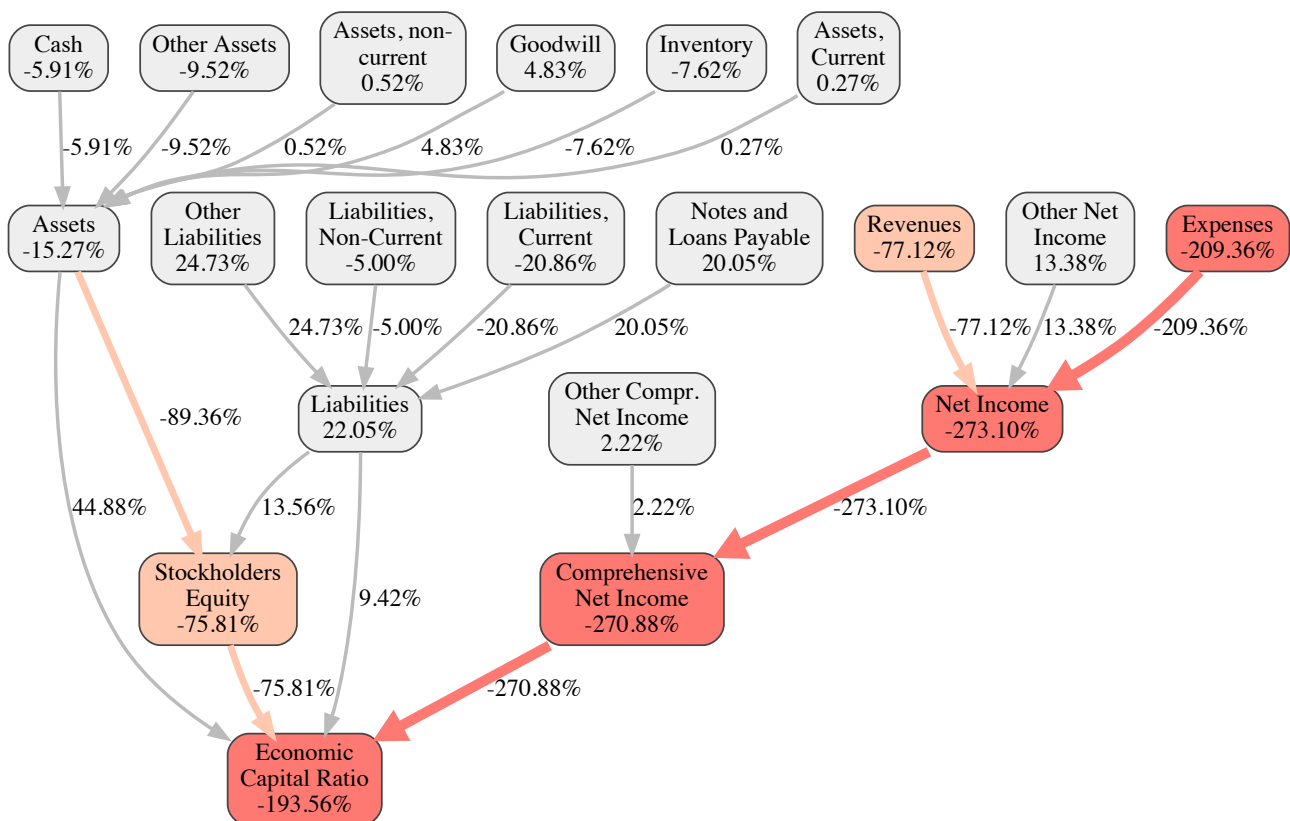 Cash
-5.91%
Other Assets
-9.52%
Assets, non-
current
0.52%
Goodwill
4.83%
Inventory
-7.62%
Assets,
Current
0.27%
-5.91%
-9.52%
0.52%
4.83%
-7.62%
0.27%
Assets
-15.27%
Other
Liabilities
24.73%
Liabilities,
Non-Current
-5.00%
Liabilities,
Current
-20.86%
Notes and
Loans Payable
20.05%
Revenues
-77.12%
Other Net
Income
13.38%
Expenses
-209.36%
24.73%
-5.00%
-20.86%
20.05%
-77.12%
13.38%
-209.36%
-89.36%
Liabilities
22.05%
Other Compr.
Net Income
2.22%
Net Income
-273.10%
44.88%
13.56%
2.22%
-273.10%
Stockholders
Equity
-75.81%
9.42%
Comprehensive
Net Income
-270.88%
-75.81%
-270.88%
Economic
Capital Ratio
-193.56%